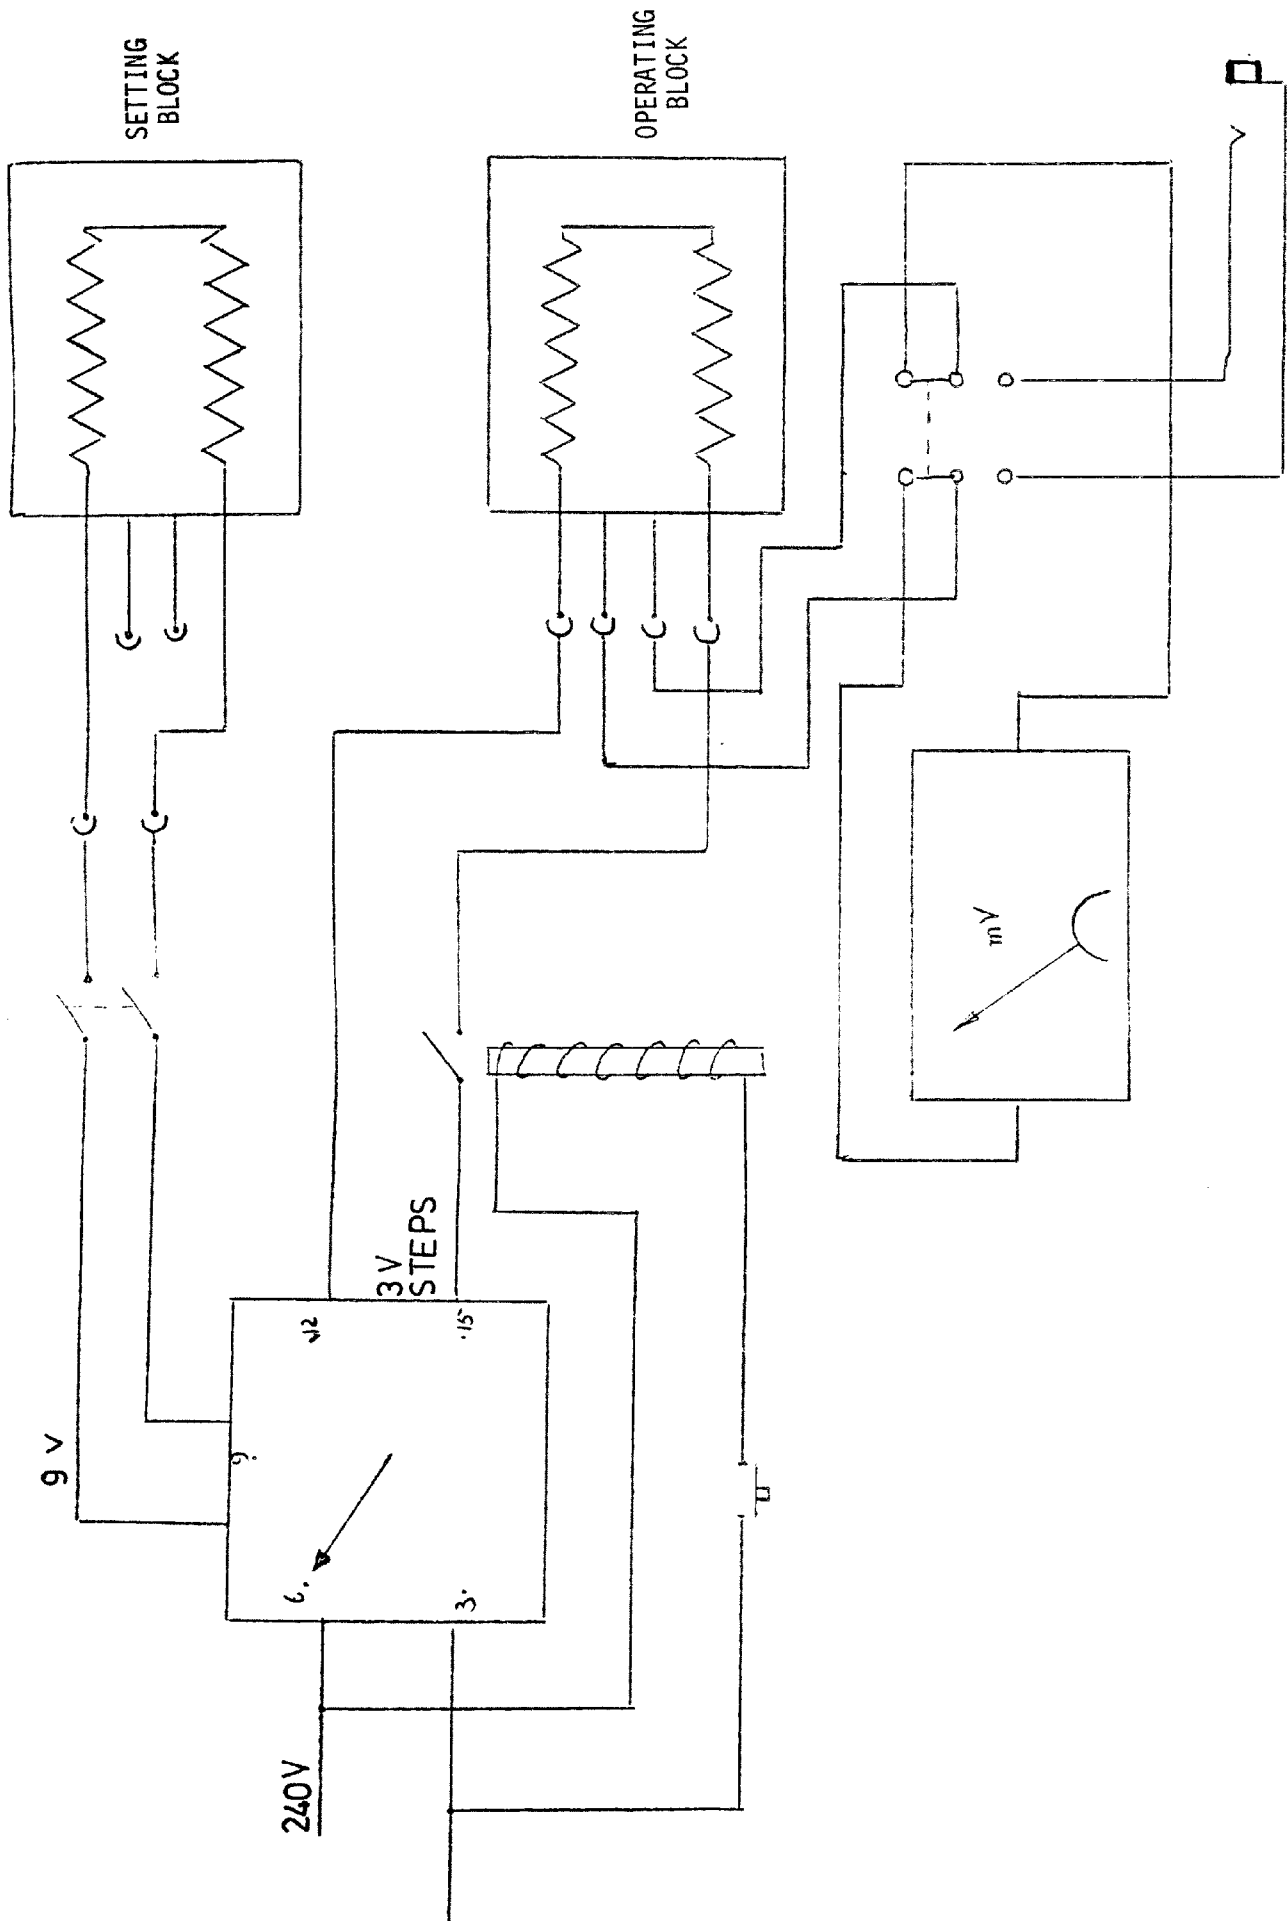 SETTING
BLOCK
OPERATING
BLOCK
9 V
3 V
STEPS
240V
mV
3.
6.
9.
.12
.15